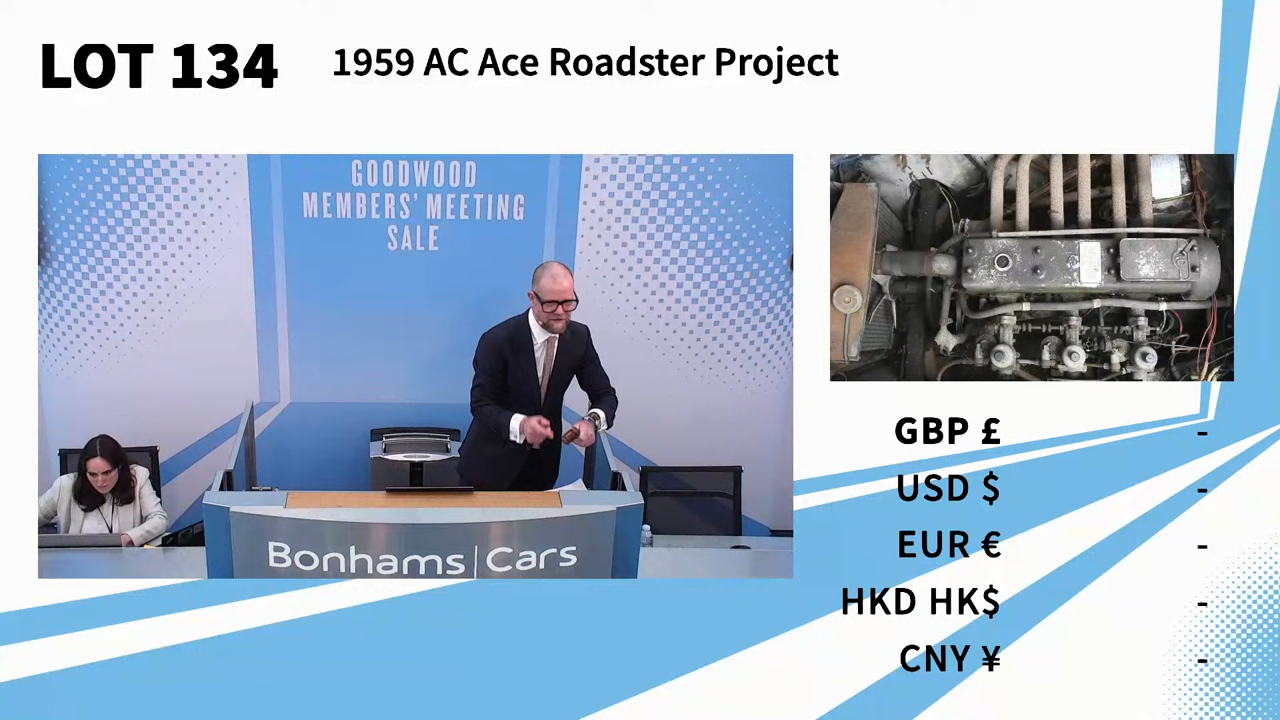 LOT 134
1959 AC Ace Roadster Project
GOODWOOD
MEMBERS' MEETING
SALE
Bonhams|Cars
GBP £ -
USD $ -
EUR € -
HKD HK$ -
CNY ¥ -